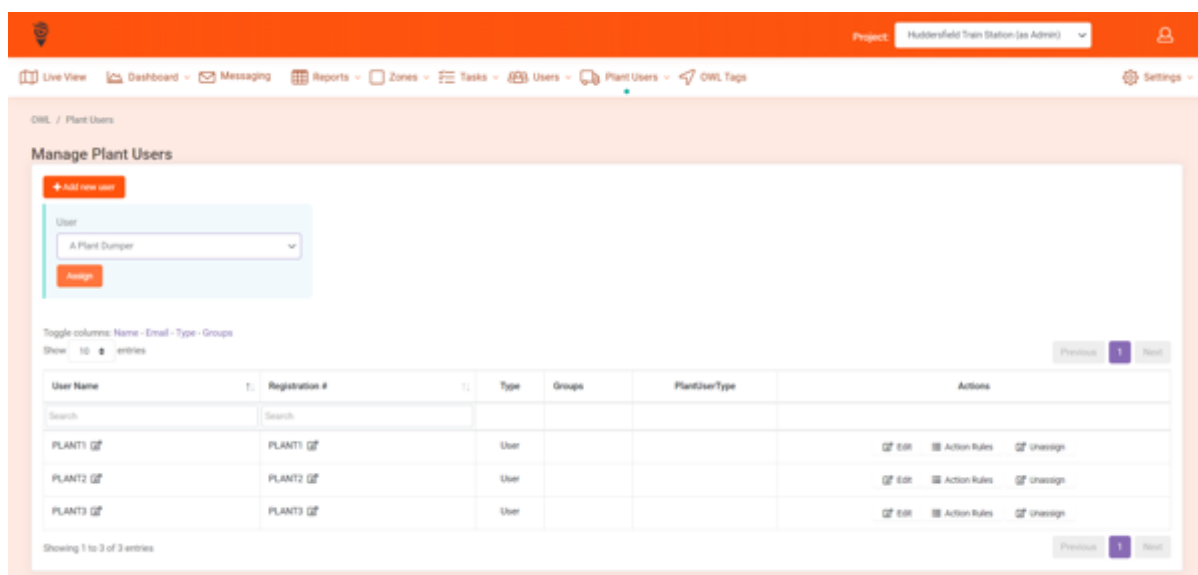 Project: Huddersfield Train Station (as Admin)
Live View Dashboard Messaging Reports Zones Tasks Users Plant Users OWL Tags Settings
OWL / Plant Users
Manage Plant Users
+ Add new user
User
A Plant Dumper
Assign
Toggle columns: Name - Email - Type - Groups
Show 10 entries
Previous 1 Next
User Name Registration # Type Groups PlantUserType Actions
Search Search
PLANT1 PLANT1 User Edit Action Rules Unassign
PLANT2 PLANT2 User Edit Action Rules Unassign
PLANT3 PLANT3 User Edit Action Rules Unassign
Showing 1 to 3 of 3 entries
Previous 1 Next